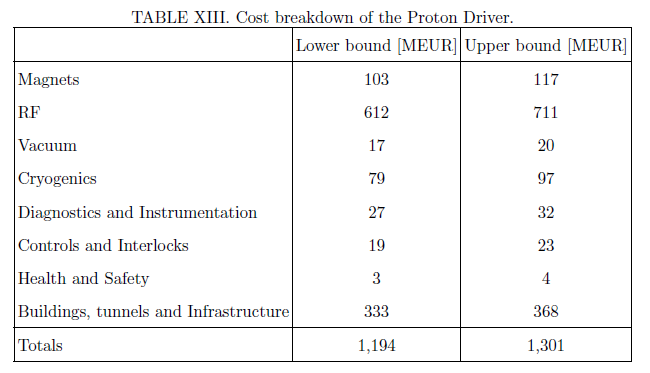 TABLE XIII. Cost breakdown of the Proton Driver.
Lower bound [MEUR] Upper bound [MEUR]
Magnets 103 117
RF 612 711
Vacuum 17 20
Cryogenics 79 97
Diagnostics and Instrumentation 27 32
Controls and Interlocks 19 23
Health and Safety 3 4
Buildings, tunnels and Infrastructure 333 368
Totals 1,194 1,301